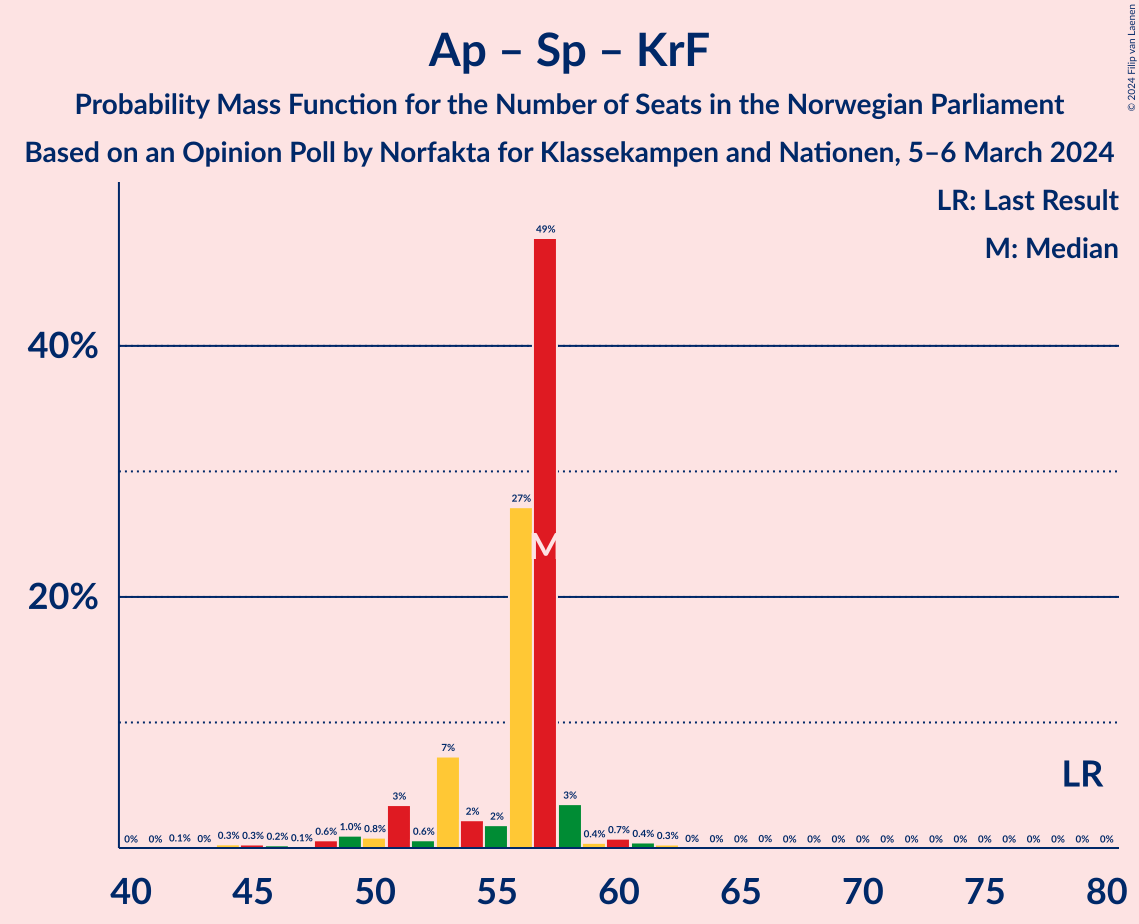 Ap – Sp – KrF
Probability Mass Function for the Number of Seats in the Norwegian Parliament
Based on an Opinion Poll by Norfakta for Klassekampen and Nationen, 5–6 March 2024
© 2024 Filip van Laenen
LR: Last Result
M: Median
49%
40%
27%
M
20%
LR
7%
3% 2% 2% 3%
0% 0% 0.1% 0% 0.3% 0.3% 0.2% 0.1% 0.6% 1.0% 0.8% 0.6% 0.4% 0.7% 0.4% 0.3% 0% 0% 0% 0% 0% 0% 0% 0% 0% 0% 0% 0% 0% 0% 0% 0% 0% 0%
40 45 50 55 60 65 70 75 80